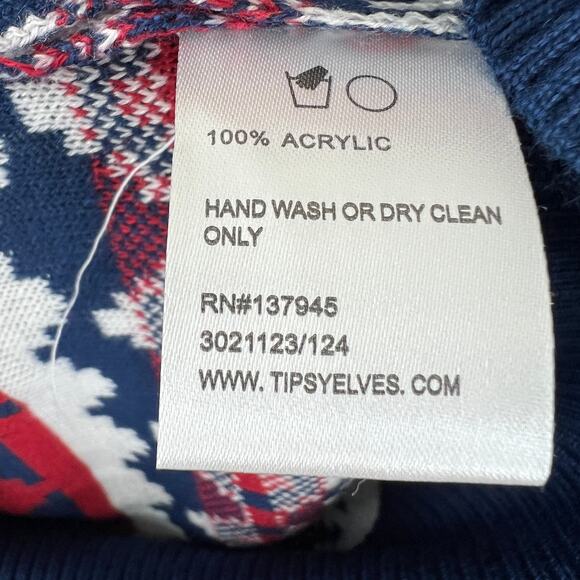 100% ACRYLIC
HAND WASH OR DRY CLEAN
ONLY
RN#137945
3021123/124
WWW. TIPSYELVES. COM